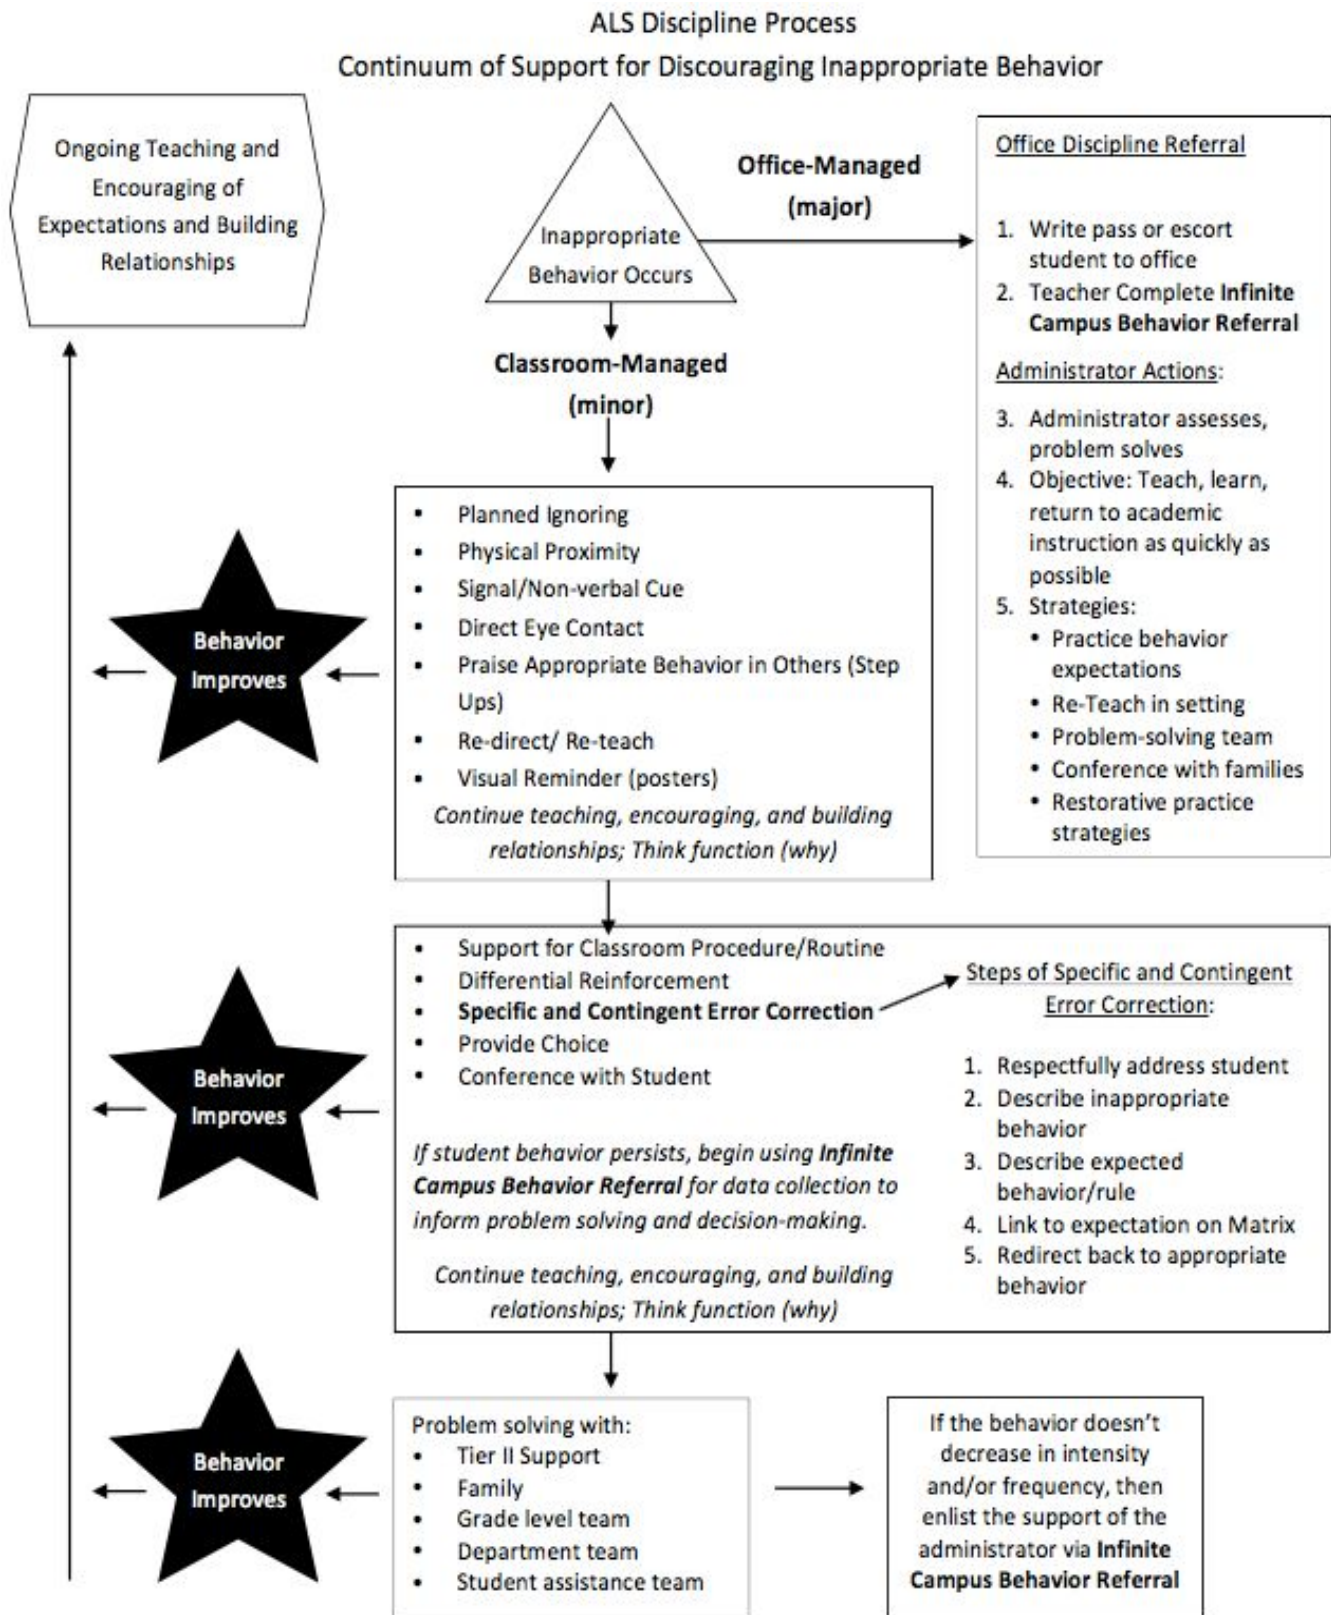 ALS Discipline Process
Continuum of Support for Discouraging Inappropriate Behavior
Ongoing Teaching and
Encouraging of
Expectations and Building
Relationships
Inappropriate
Behavior Occurs
Office-Managed
(major)
Office Discipline Referral
1. Write pass or escort
student to office
2. Teacher Complete Infinite
Campus Behavior Referral
Administrator Actions:
3. Administrator assesses,
problem solves
4. Objective: Teach, learn,
return to academic
instruction as quickly as
possible
5. Strategies:
• Practice behavior
expectations
• Re-Teach in setting
• Problem-solving team
• Conference with families
• Restorative practice
strategies
Classroom-Managed
(minor)
▪ Planned Ignoring
▪ Physical Proximity
▪ Signal/Non-verbal Cue
▪ Direct Eye Contact
▪ Praise Appropriate Behavior in Others (Step
Ups)
▪ Re-direct/ Re-teach
▪ Visual Reminder (posters)
Continue teaching, encouraging, and building
relationships; Think function (why)
Behavior
Improves
▪ Support for Classroom Procedure/Routine
▪ Differential Reinforcement
▪ Specific and Contingent Error Correction
▪ Provide Choice
▪ Conference with Student
If student behavior persists, begin using Infinite
Campus Behavior Referral for data collection to
inform problem solving and decision-making.
Continue teaching, encouraging, and building
relationships; Think function (why)
Steps of Specific and Contingent
Error Correction:
1. Respectfully address student
2. Describe inappropriate
behavior
3. Describe expected
behavior/rule
4. Link to expectation on Matrix
5. Redirect back to appropriate
behavior
Behavior
Improves
Problem solving with:
• Tier II Support
• Family
• Grade level team
• Department team
• Student assistance team
Behavior
Improves
If the behavior doesn't
decrease in intensity
and/or frequency, then
enlist the support of the
administrator via Infinite
Campus Behavior Referral